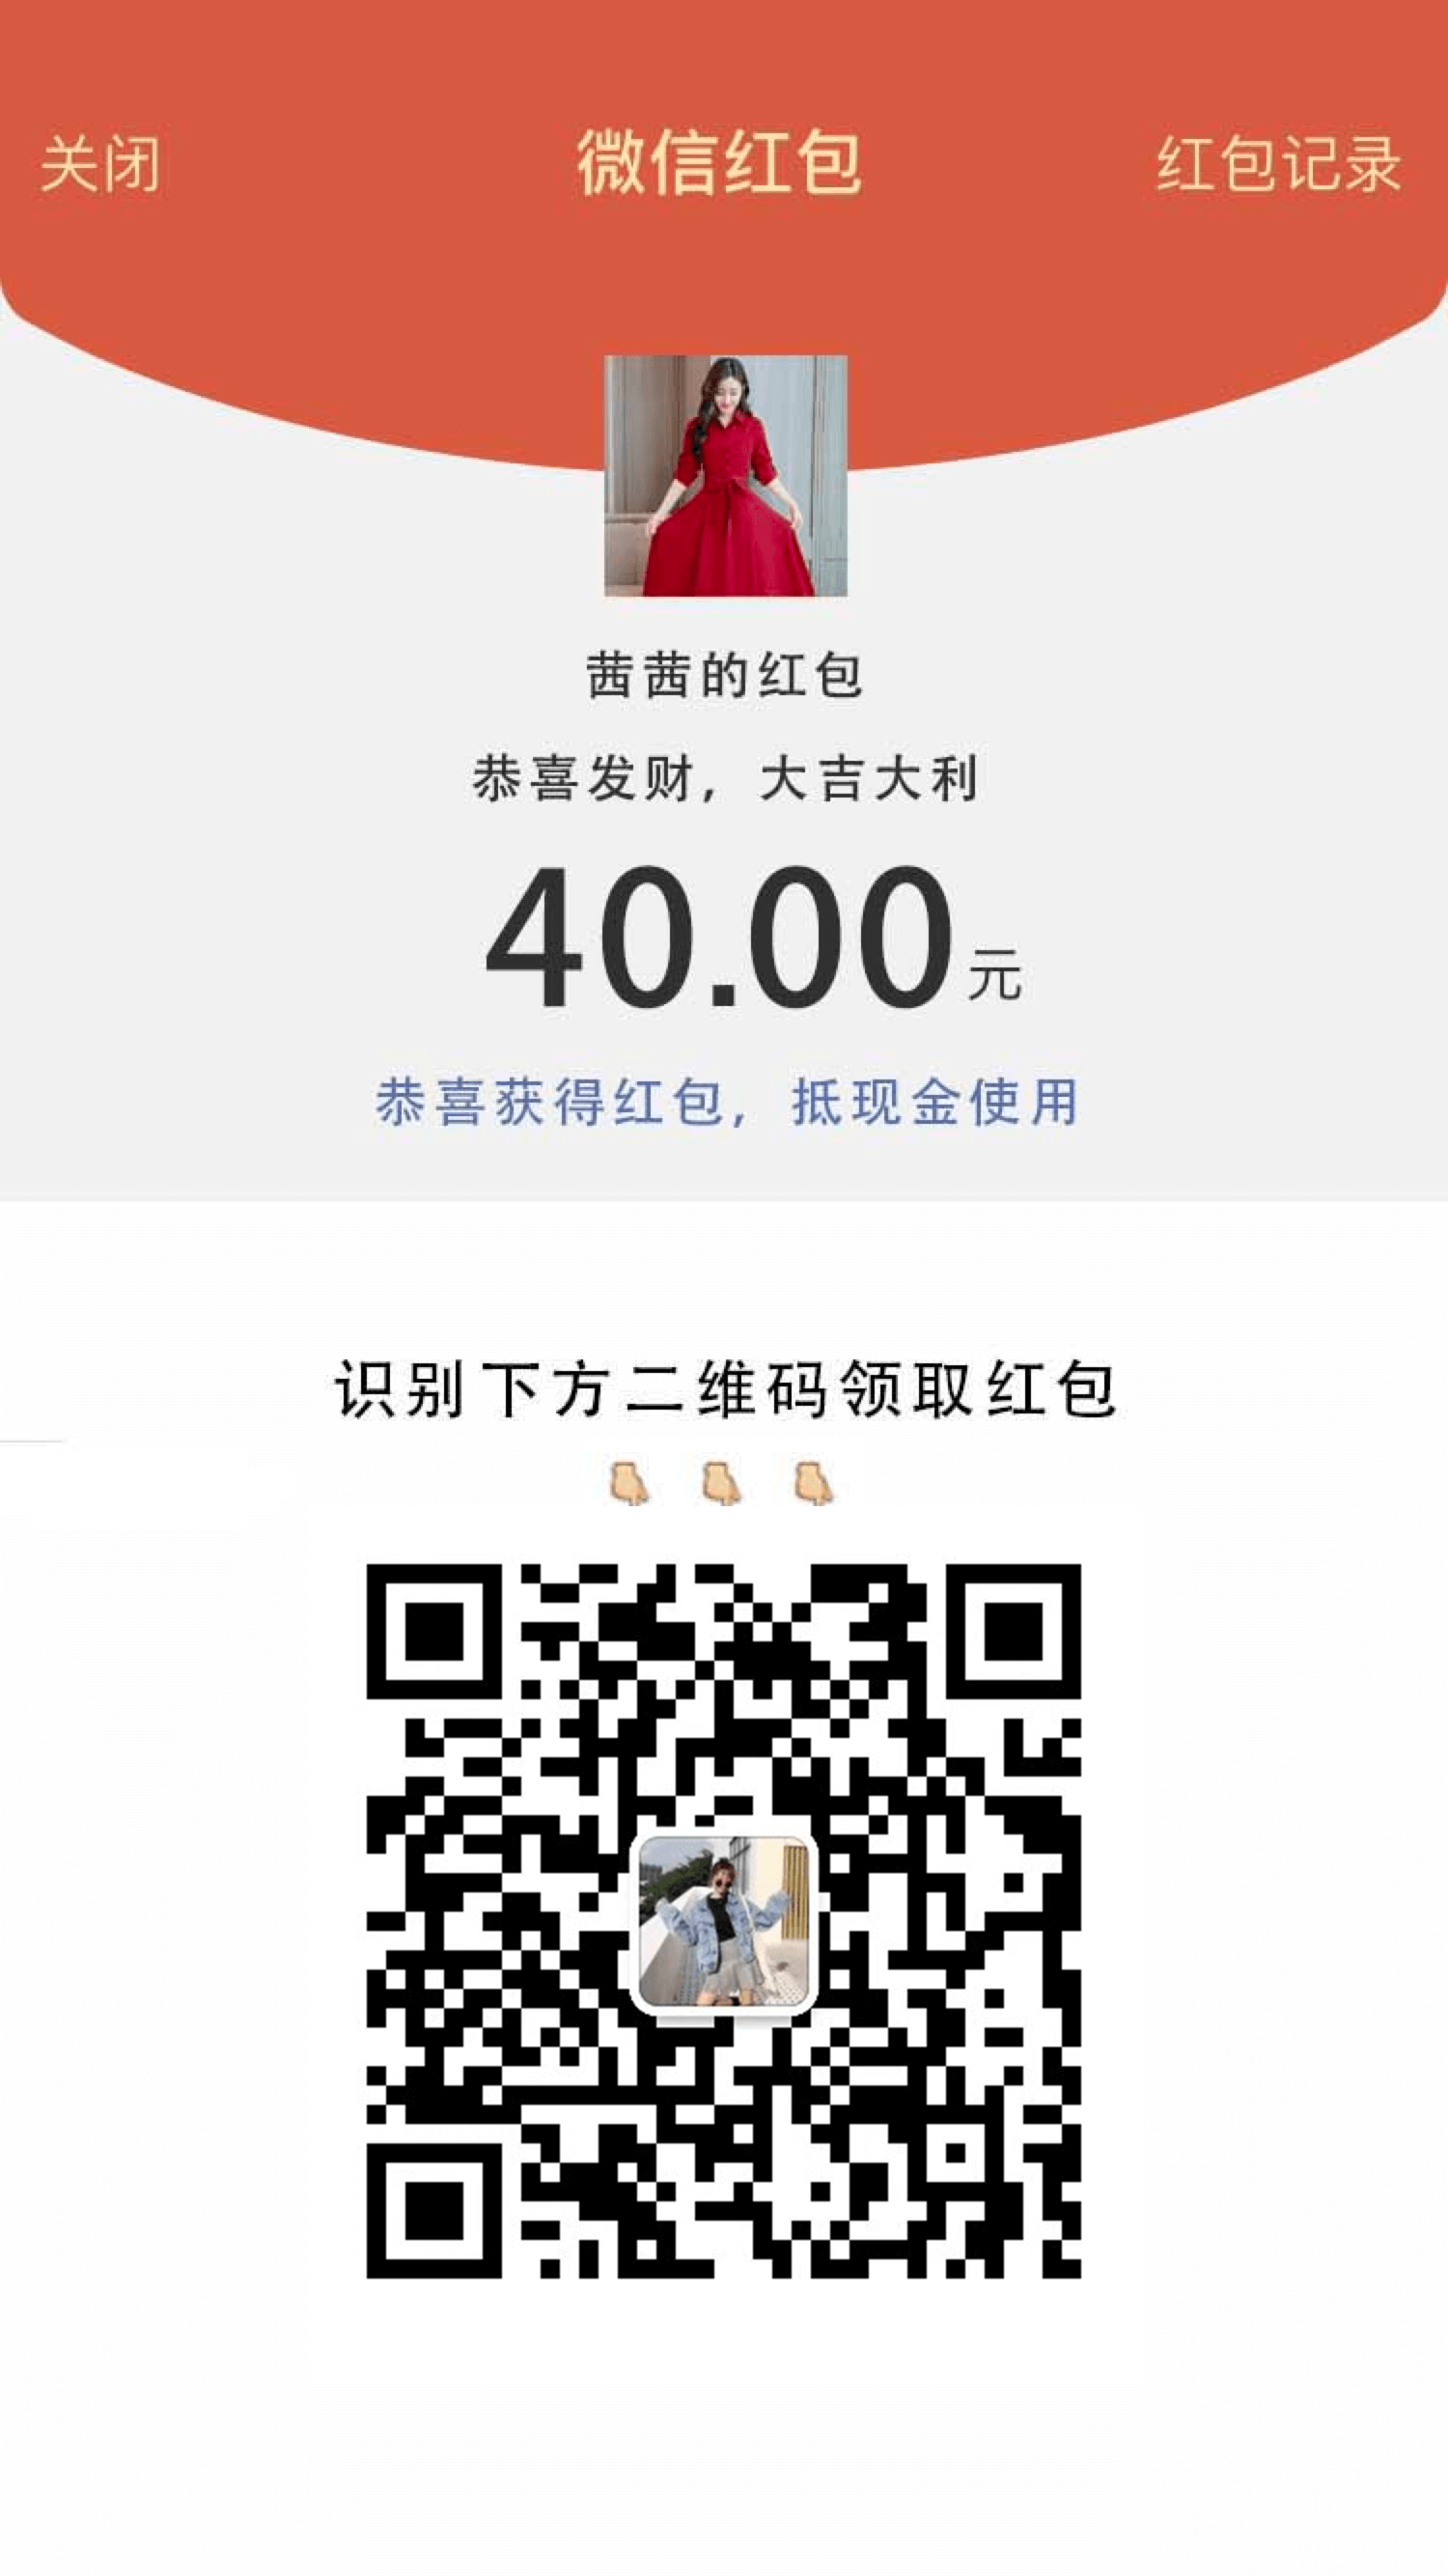 关闭 微信红包 红包记录
茜茜的红包
恭喜发财，大吉大利
40.00元
恭喜获得红包，抵现金使用
识别下方二维码领取红包